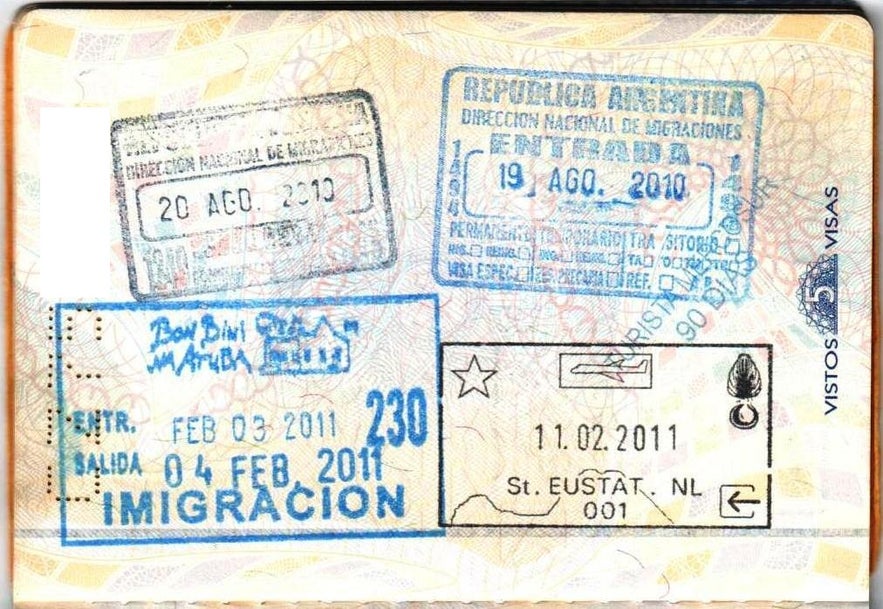 DIRECCION NACIONAL DE MIGRACIONES
20 AGO. 2010
REPUBLICA ARGENTINA
DIRECCION NACIONAL DE MIGRACIONES
ENTRADA
19 AGO. 2010
PERMANENTE TEMPORARIO TRANSITORIO
VISA ESPEC. REF.
TURISTA
90 DIAS
VISTOS 5 VISAS
Bon Bini
Aruba
ENTR. FEB 03 2011 230
SALIDA 04 FEB. 2011
IMIGRACION
11.02.2011
St. EUSTAT. NL
001